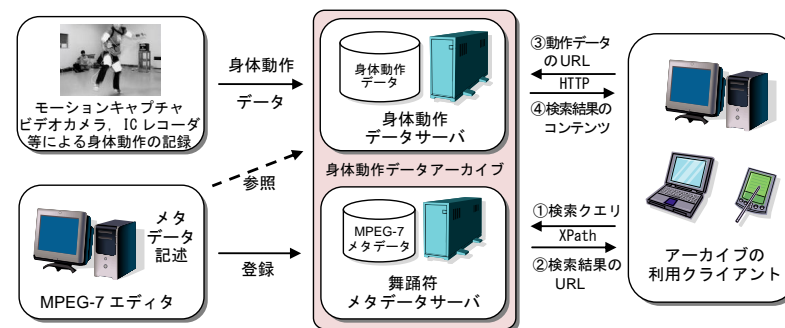 モーションキャプチャ
ビデオカメラ, ICレコーダ
等による身体動作の記録
身体動作
データ
身体動作
データ
身体動作
データサーバ
③動作データ
のURL
HTTP
④検索結果の
コンテンツ
参照
身体動作データアーカイブ
メタ
データ
記述
MPEG-7 エディタ
登録
MPEG-7
メタデータ
舞踊符
メタデータサーバ
①検索クエリ
XPath
②検索結果の
URL
アーカイブの
利用クライアント